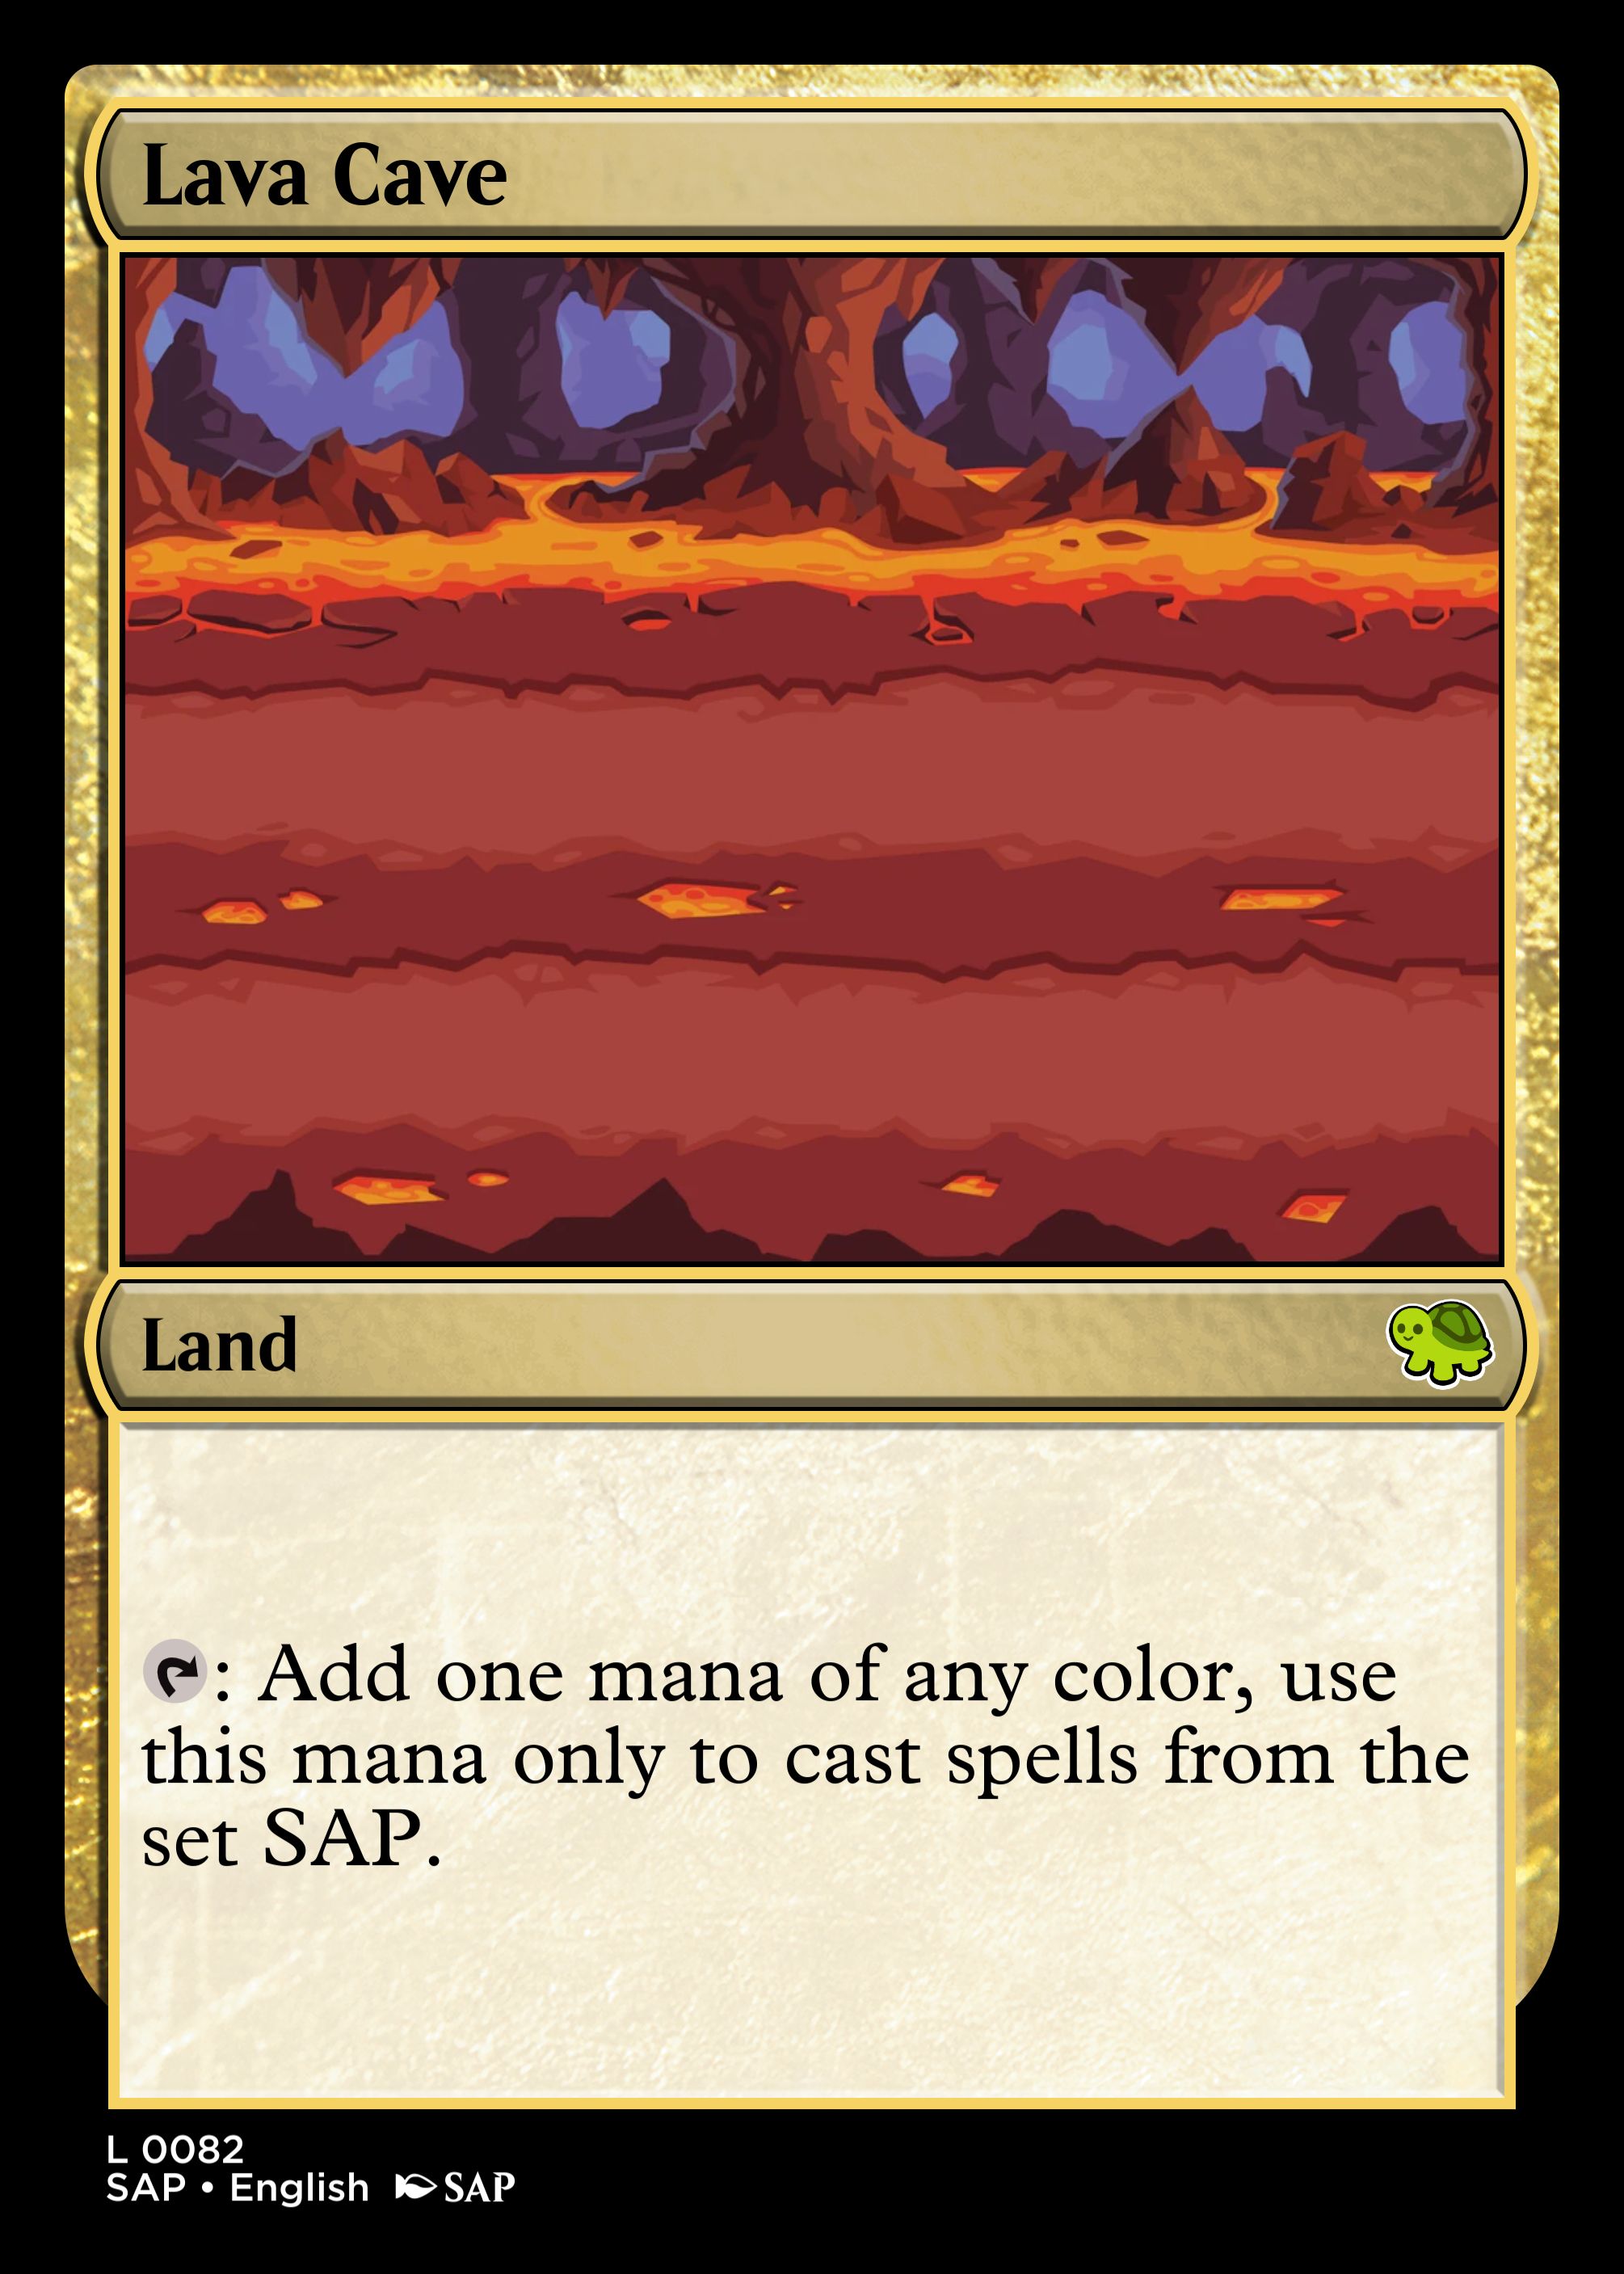 Lava Cave
Land
: Add one mana of any color, use
this mana only to cast spells from the
set SAP.
L 0082
SAP • English SAP